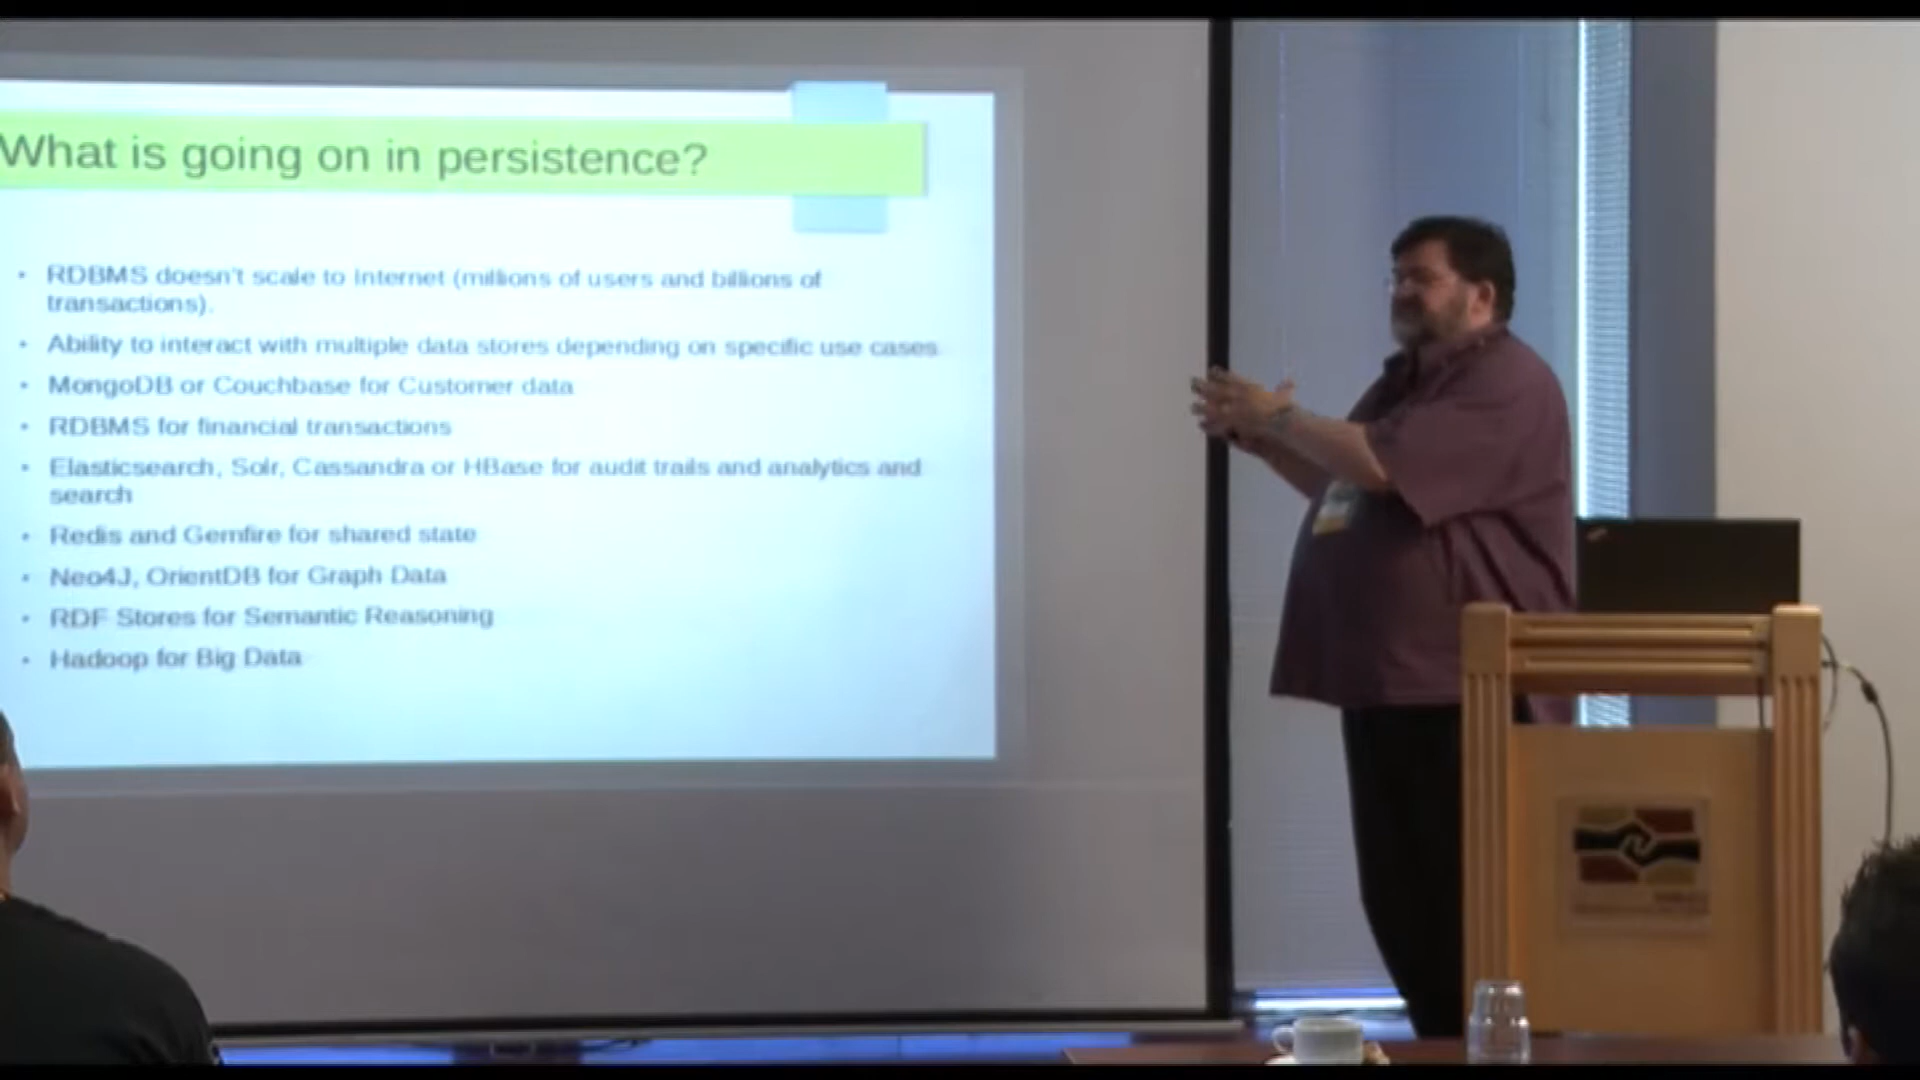 What is going on in persistence?
• RDBMS doesn't scale to Internet (millions of users and billions of
transactions).
• Ability to interact with multiple data stores depending on specific use cases
• MongoDB or Couchbase for Customer data
• RDBMS for financial transactions
• Elasticsearch, Solr, Cassandra or HBase for audit trails and analytics and
search
• Redis and Gemfire for shared state
• Neo4J, OrientDB for Graph Data
• RDF Stores for Semantic Reasoning
• Hadoop for Big Data